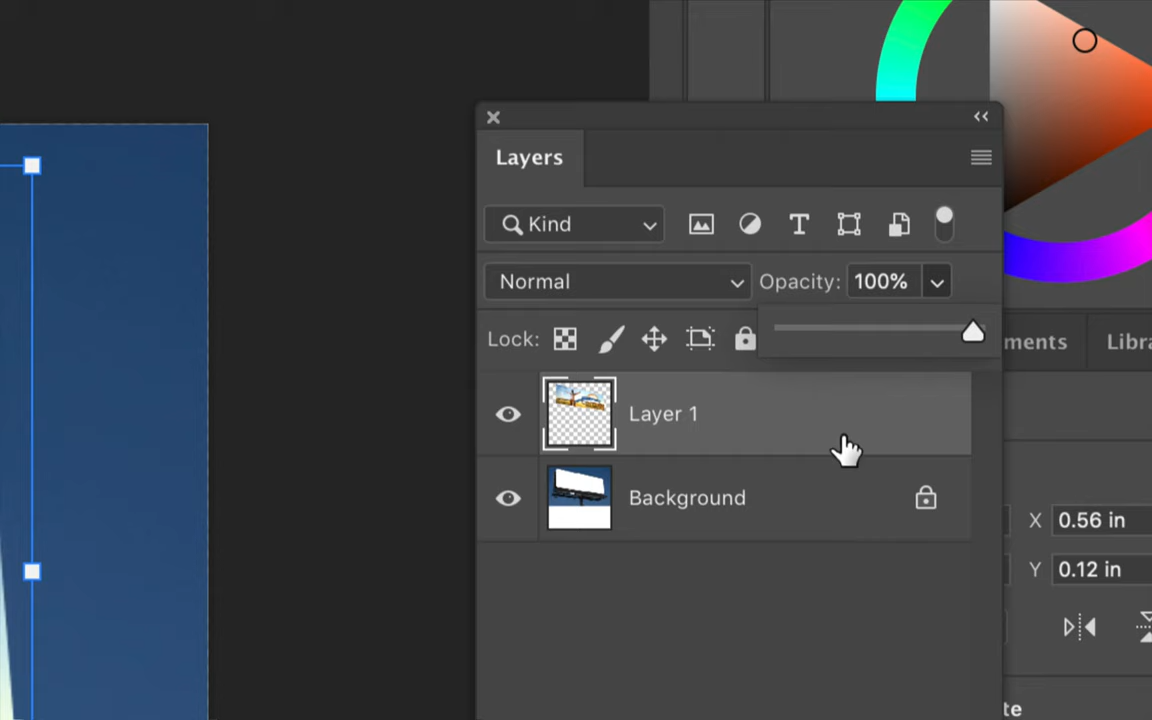 Layers
Kind
Normal
Opacity: 100%
Lock:
Layer 1
Background
X 0.56 in
Y 0.12 in